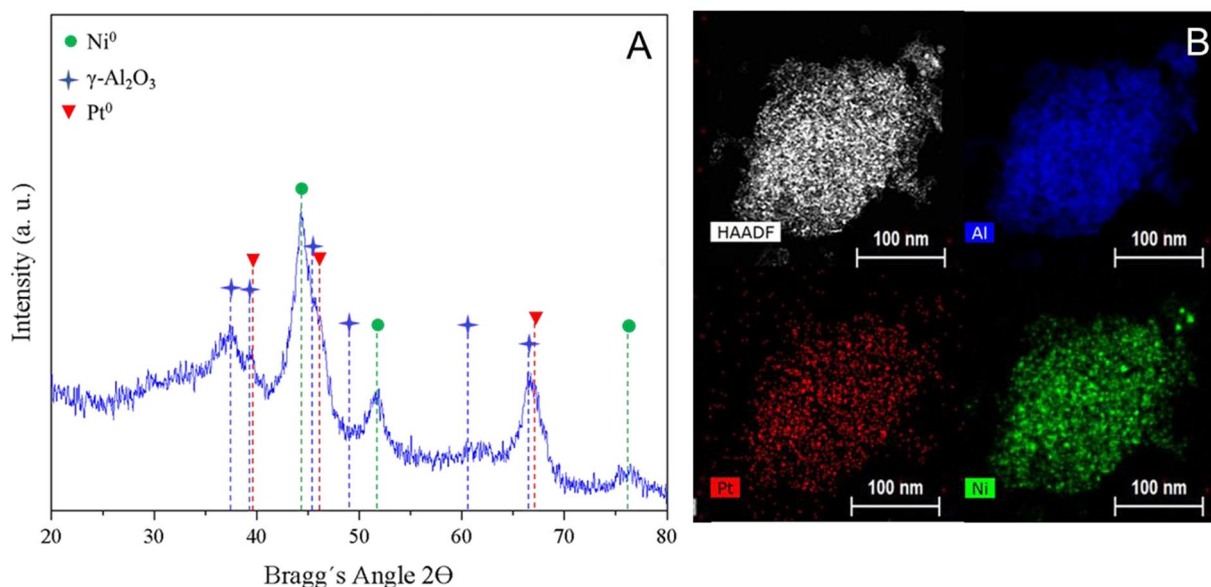 A
Ni⁰
γ-Al₂O₃
Pt⁰
Intensity (a. u.)
20 30 40 50 60 70 80
Bragg´s Angle 2Ɵ
B
HAADF
100 nm
Al
100 nm
Pt
100 nm
Ni
100 nm